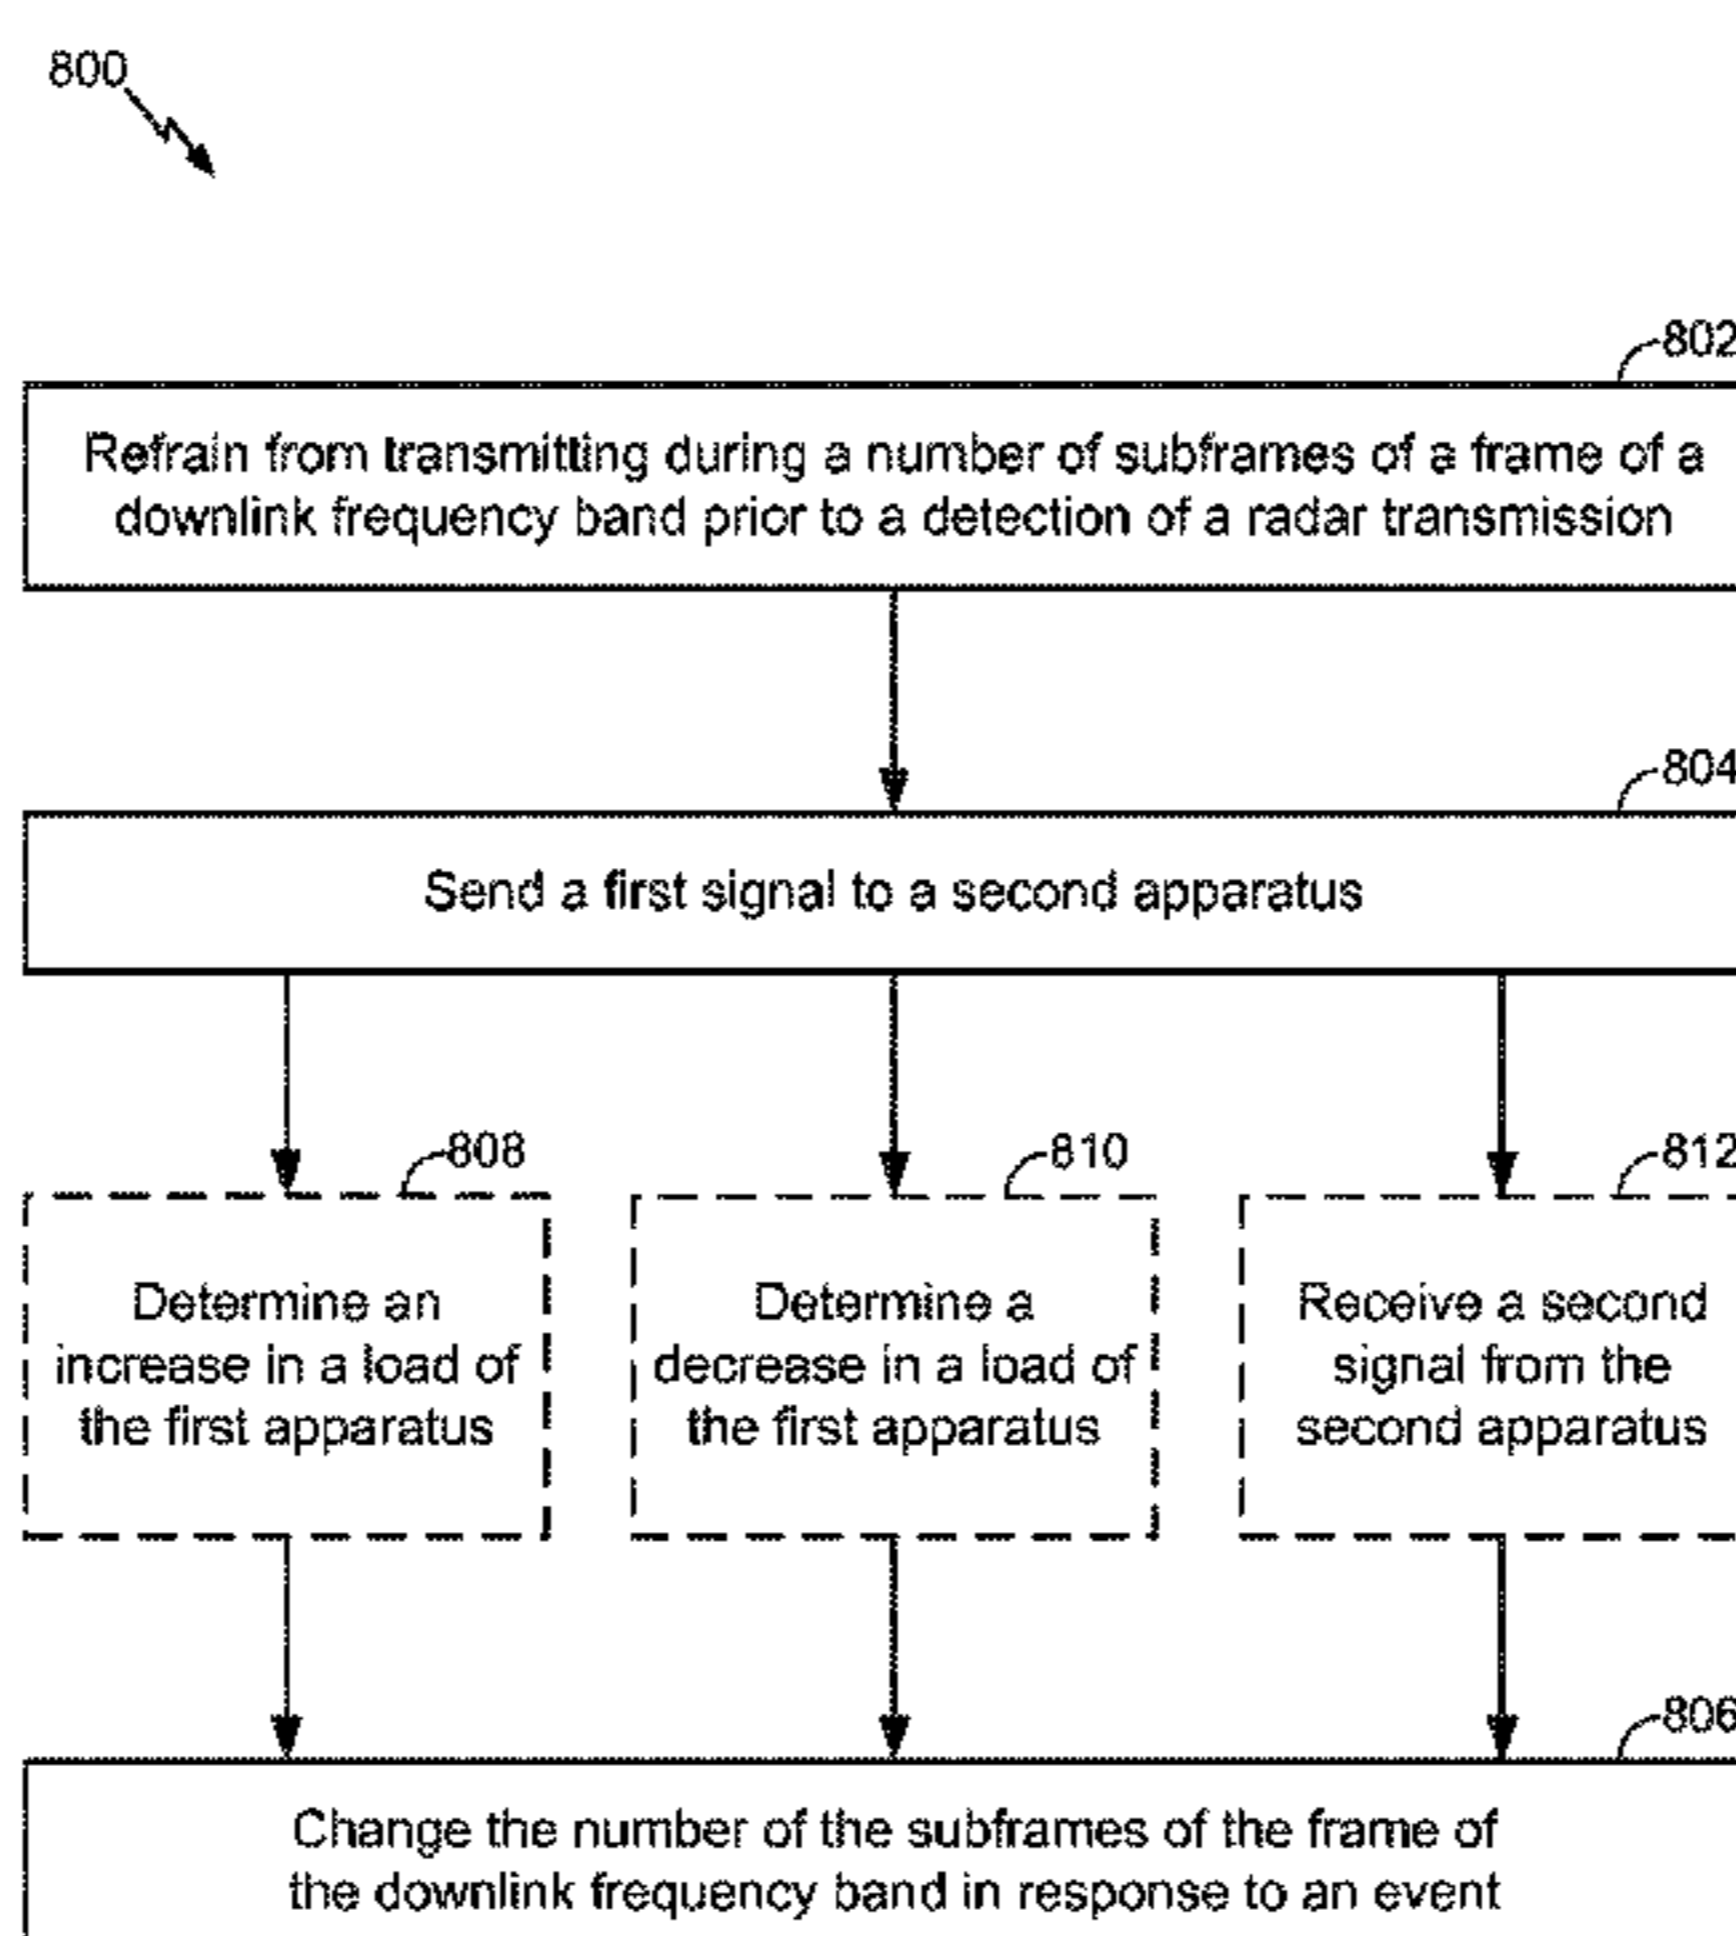 800
802
Refrain from transmitting during a number of subframes of a frame of a
downlink frequency band prior to a detection of a radar transmission
804
Send a first signal to a second apparatus
808
Determine an
increase in a load of
the first apparatus
810
Determine a
decrease in a load of
the first apparatus
812
Receive a second
signal from the
second apparatus
806
Change the number of the subframes of the frame of
the downlink frequency band in response to an event